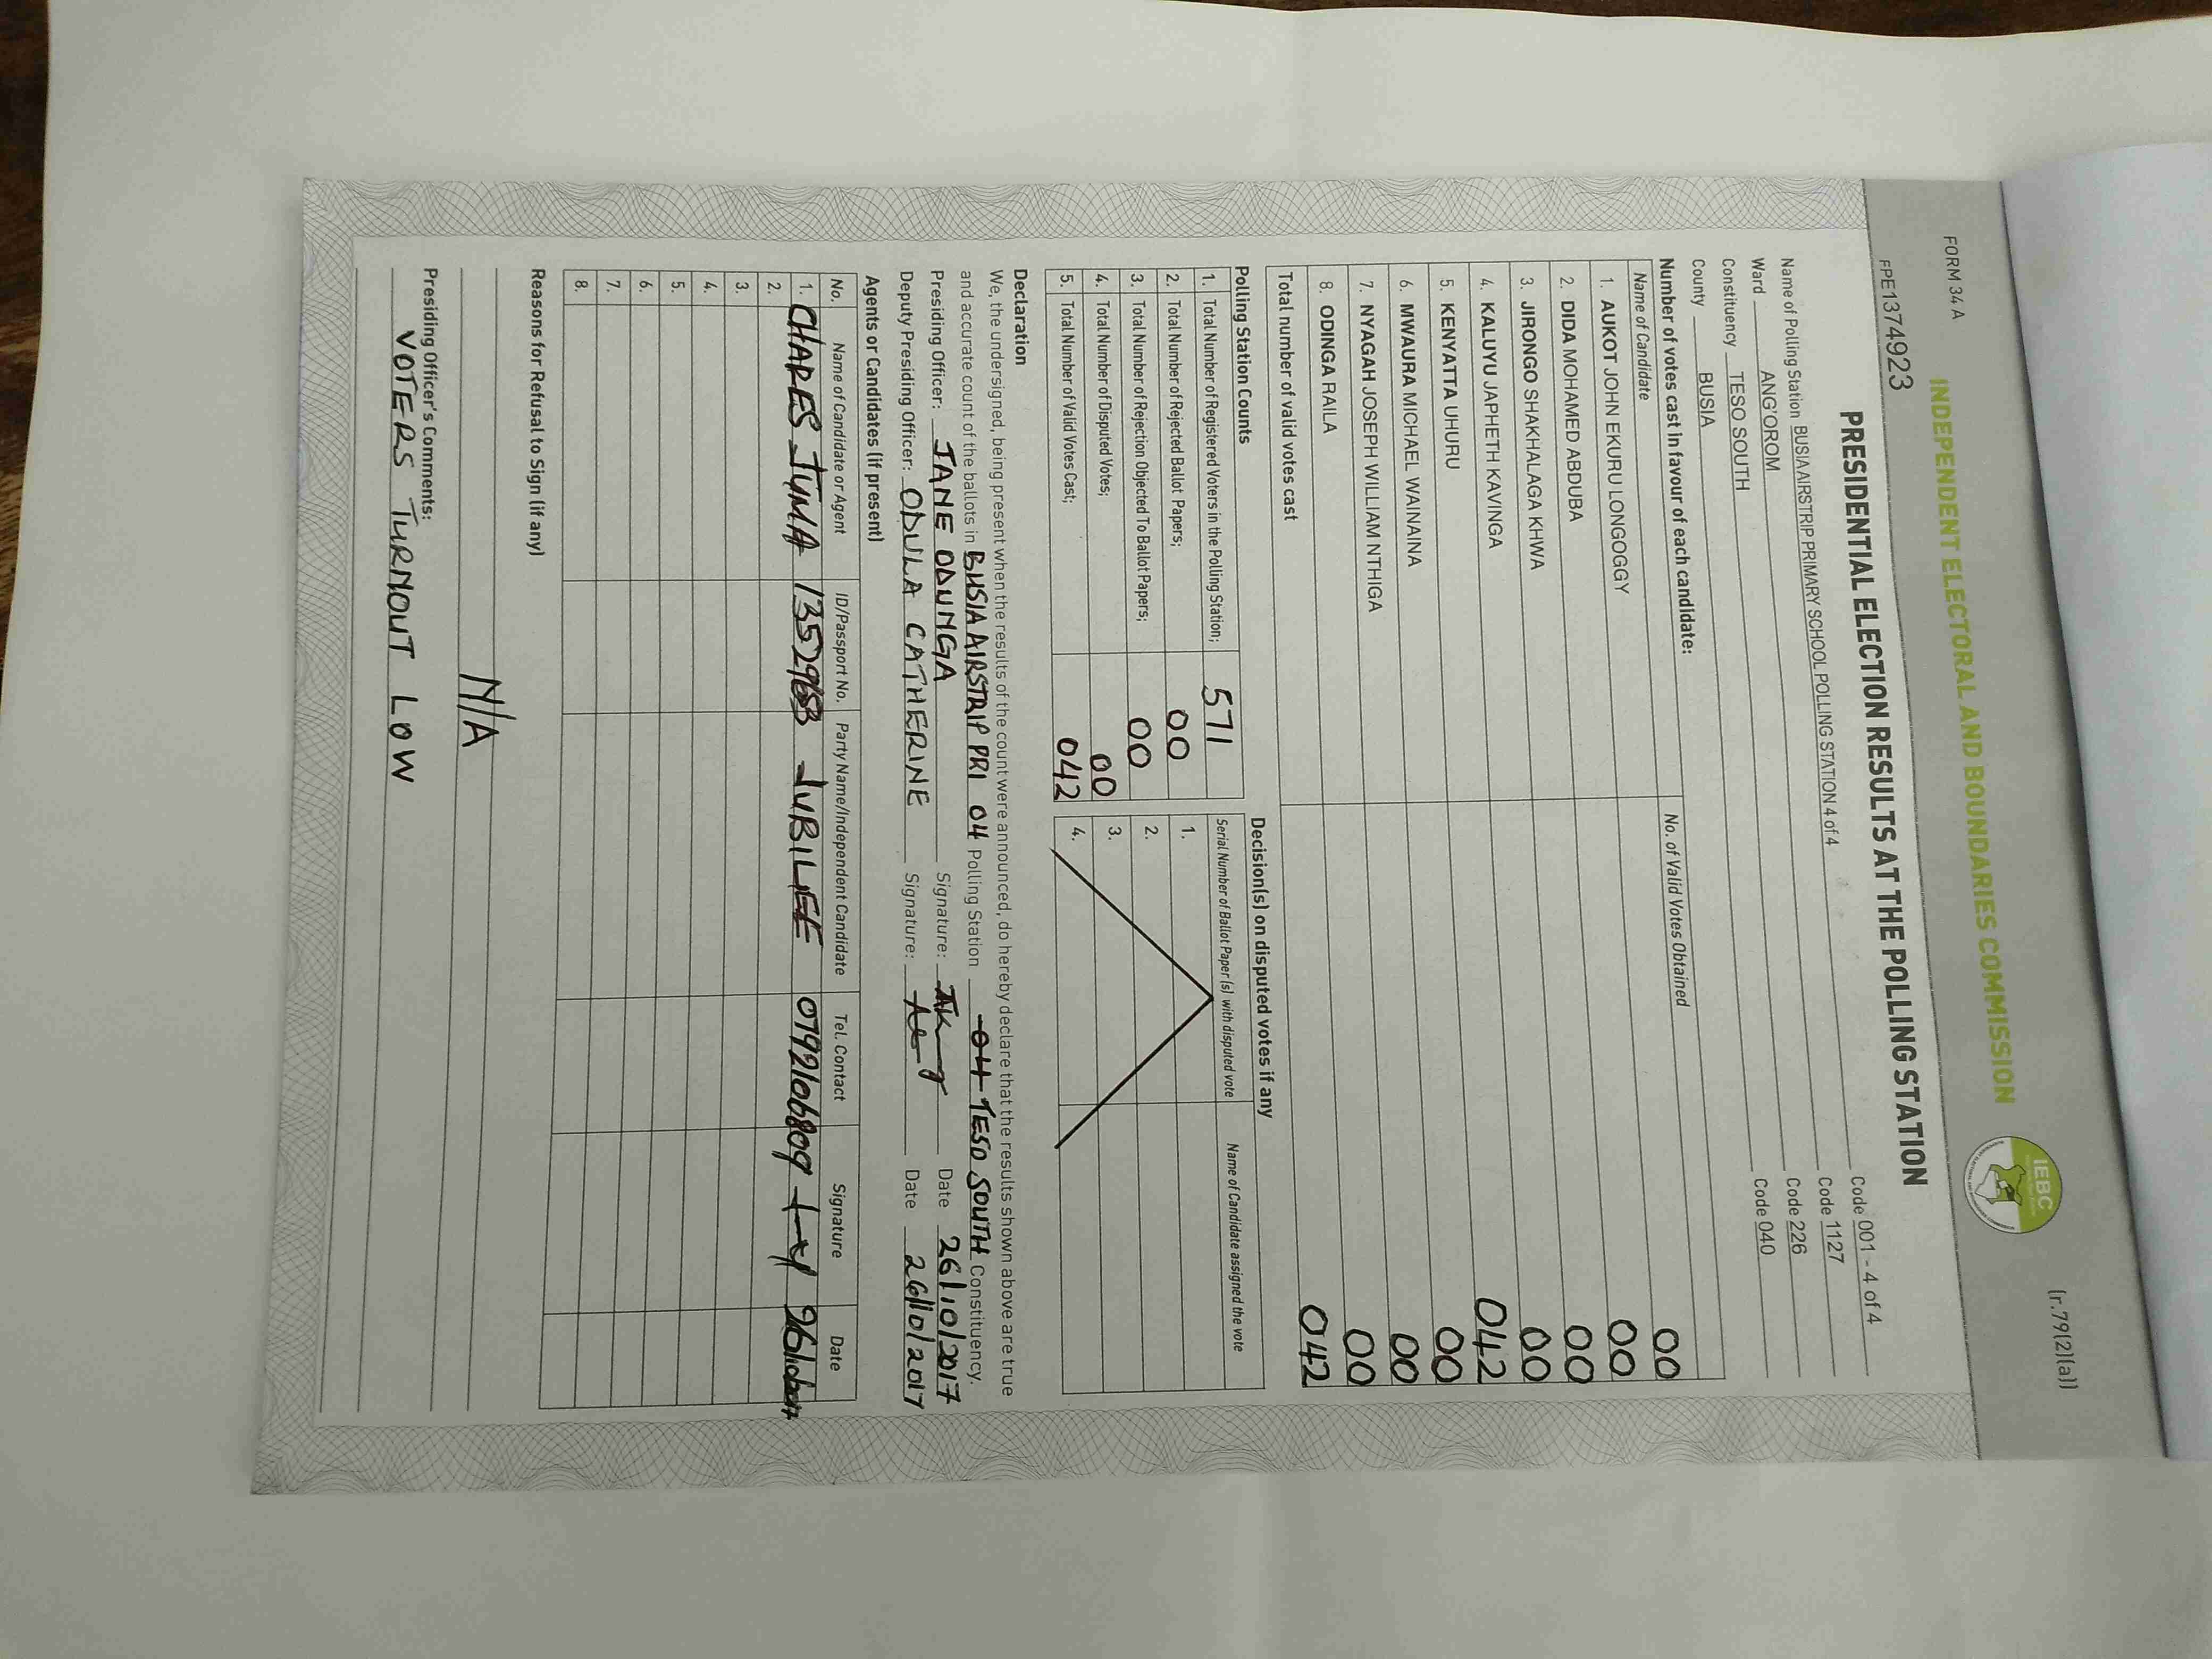 FORM 34 A
(r.79(2)(a))
INDEPENDENT ELECTORAL AND BOUNDARIES COMMISSION
IEBC
FPE1374923
PRESIDENTIAL ELECTION RESULTS AT THE POLLING STATION
Name of Polling Station BUSIA AIRSTRIP PRIMARY SCHOOL POLLING STATION 4 of 4 Code 001 - 4 of 4
Ward ANG'OROM Code 1127
Constituency TESO SOUTH Code 226
County BUSIA Code 040
Number of votes cast in favour of each candidate:
Name of Candidate No. of Valid Votes Obtained
1. AUKOT JOHN EKURU LONGOGGY 00
2. DIDA MOHAMED ABDUBA 00
3. JIRONGO SHAKHALAGA KHWA 00
4. KALUYU JAPHETH KAVINGA 00
5. KENYATTA UHURU 042
6. MWAURA MICHAEL WAINAINA 00
7. NYAGAH JOSEPH WILLIAM NTHIGA 00
8. ODINGA RAILA 00
Total number of valid votes cast 042
Polling Station Counts
1. Total Number of Registered Voters in the Polling Station; 571
2. Total Number of Rejected Ballot Papers; 00
3. Total Number of Rejection Objected To Ballot Papers; 00
4. Total Number of Disputed Votes; 00
5. Total Number of Valid Votes Cast; 042
Decision(s) on disputed votes if any
Serial Number of Ballot Paper(s) with disputed vote Name of Candidate assigned the vote
1.
2.
3.
4.
Declaration
We, the undersigned, being present when the results of the count were announced, do hereby declare that the results shown above are true
and accurate count of the ballots in BUSIA AIRSTRIP PRI 04 Polling Station 04 TESO SOUTH Constituency.
Presiding Officer: JANE ODUNGA Signature: Date 26/10/2017
Deputy Presiding Officer: ODULA CATHERINE Signature: Date 26/10/2017
Agents or Candidates (if present)
No. Name of Candidate or Agent ID/Passport No. Party Name/Independent Candidate Tel. Contact Signature Date
1. CHARES JUMA JUBILEE 0792106809
2.
3.
4.
5.
6.
7.
8.
Reasons for Refusal to Sign (if any)
N/A
Presiding Officer's Comments:
VOTERS TURNOUT LOW